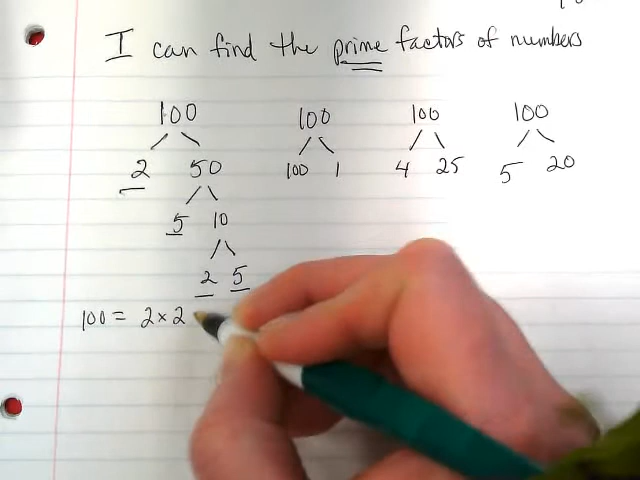 I can find the prime factors of numbers
100 100 100 100
2 50 100 1 4 25 5 20
5 10
2 5
100 = 2 × 2